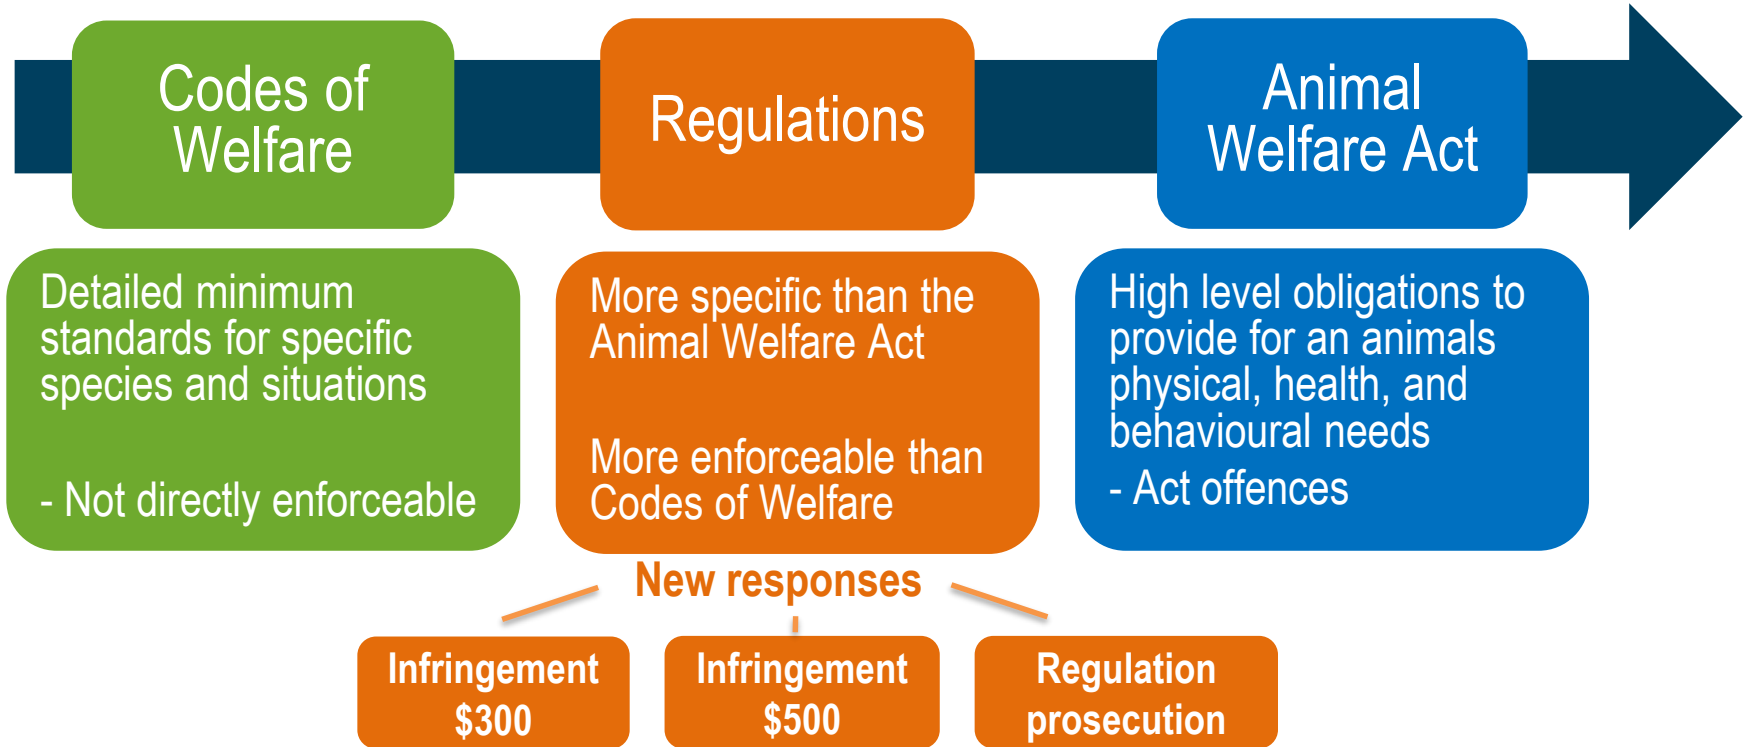 Codes of
Welfare
Regulations
Animal
Welfare Act
Detailed minimum
standards for specific
species and situations
- Not directly enforceable
More specific than the
Animal Welfare Act
More enforceable than
Codes of Welfare
High level obligations to
provide for an animals
physical, health, and
behavioural needs
- Act offences
New responses
Infringement
$300
Infringement
$500
Regulation
prosecution